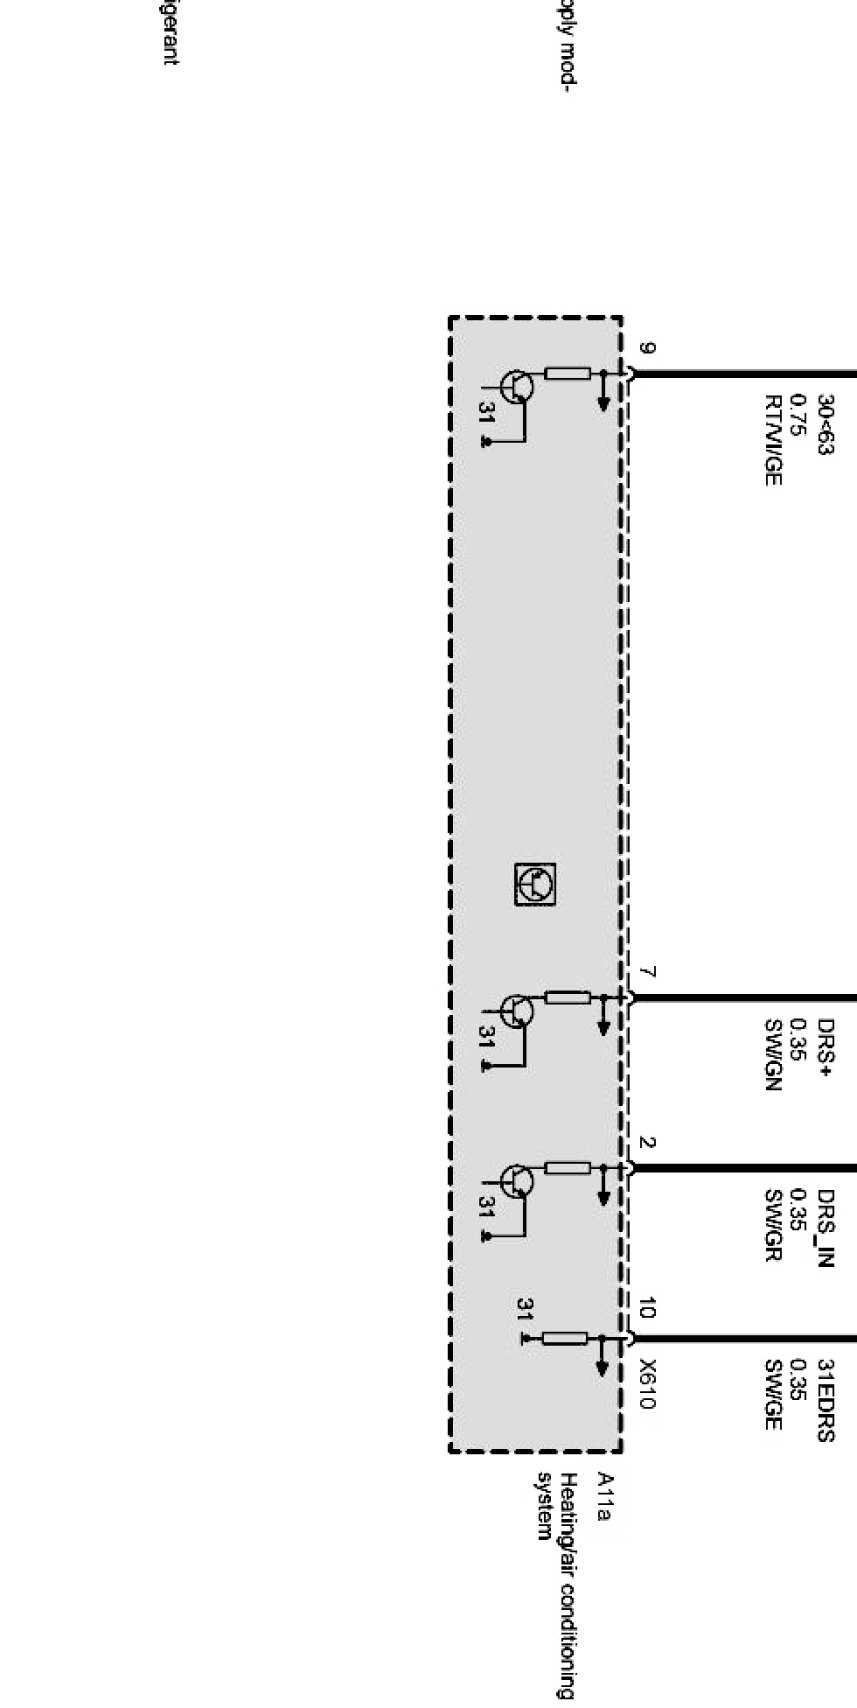 igerant
pply mod-
9
30<63
0.75
RT/VI/GE
31
7
DRS+
0.35
SW/GN
31
2
DRS_IN
0.35
SW/GR
31
10
X610
31EDRS
0.35
SW/GE
31
A11a
Heating/air conditioning
system